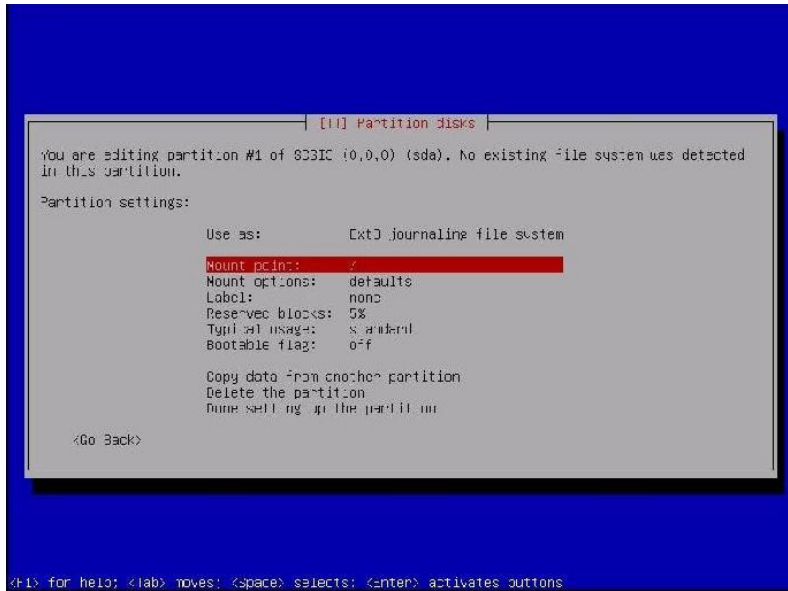 [!!] Partition disks
You are editing partition #1 of SCSI1 (0,0,0) (sda). No existing file system was detected
in this partition.
Partition settings:
Use as: Ext3 journaling file system
Mount point: /
Mount options: defaults
Label: none
Reserved blocks: 5%
Typical usage: standard
Bootable flag: off
Copy data from another partition
Delete the partition
Done setting up the partition
<Go Back>
<F1> for help; <Tab> moves; <Space> selects; <Enter> activates buttons